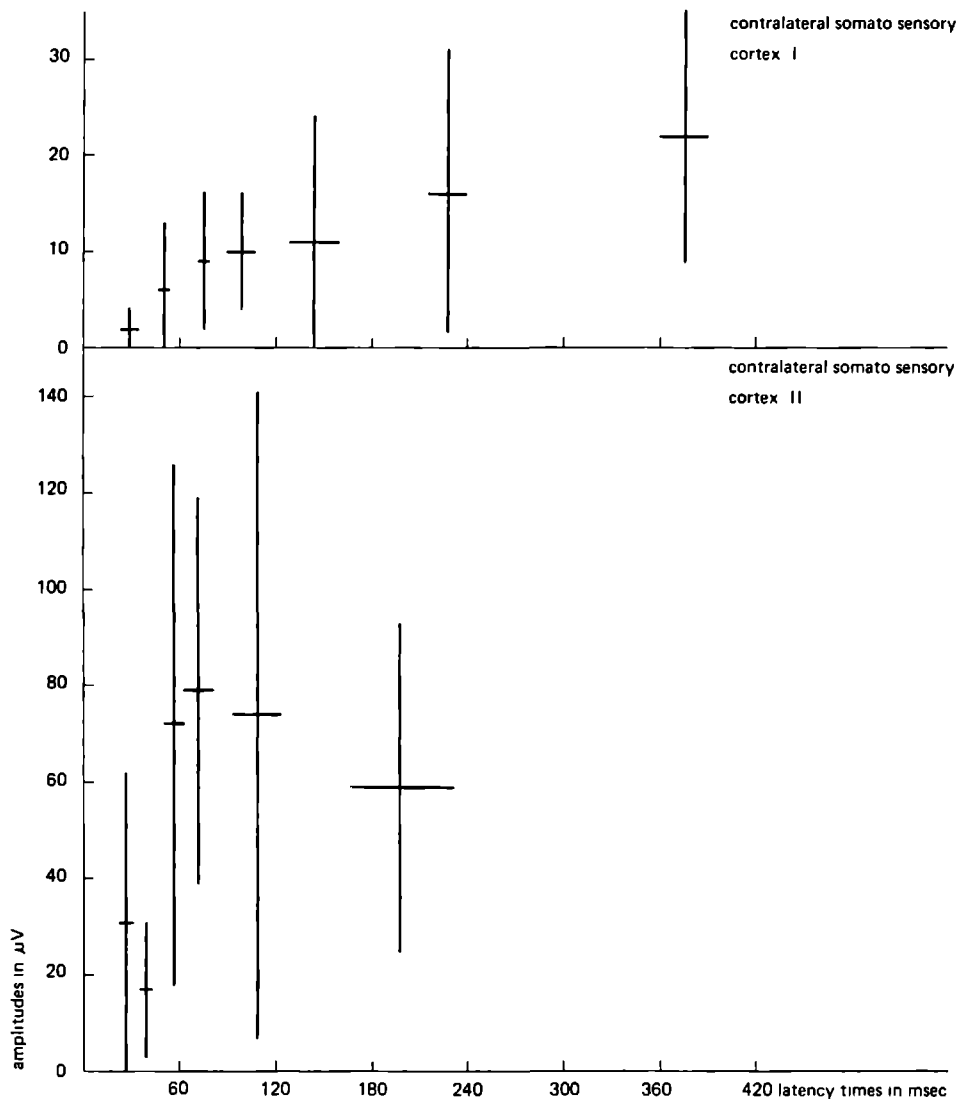 contralateral somato sensory
cortex I
30
20
10
0
contralateral somato sensory
cortex II
140
120
100
80
60
40
20
0
amplitudes in µV
60 120 180 240 300 360 420 latency times in msec